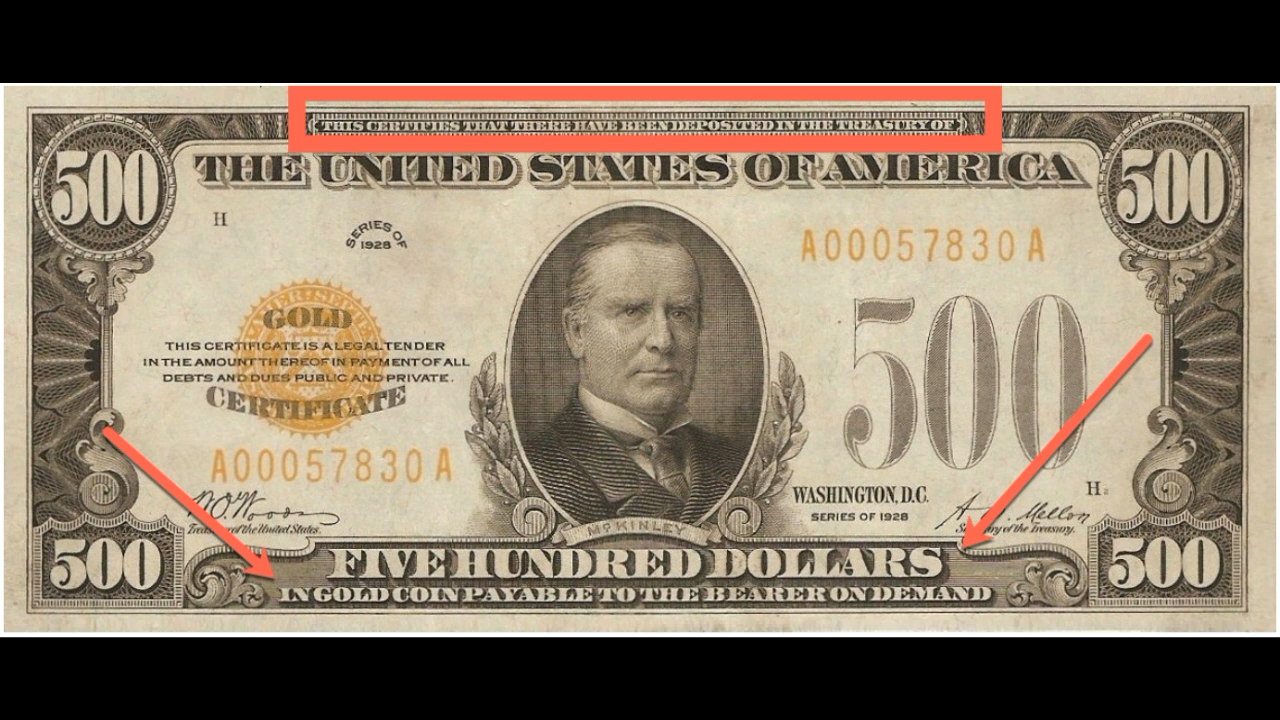 THIS CERTIFIES THAT THERE HAVE BEEN DEPOSITED IN THE TREASURY OF
THE UNITED STATES OF AMERICA
500
500
H
SERIES OF
1928
A00057830A
GOLD
THIS CERTIFICATE IS A LEGAL TENDER
IN THE AMOUNT THEREOF IN PAYMENT OF ALL
DEBTS AND DUES PUBLIC AND PRIVATE.
CERTIFICATE
500
A00057830A
WASHINGTON, D.C.
SERIES OF 1928
H
Treasurer of the United States.
Secretary of the Treasury.
McKINLEY
500
FIVE HUNDRED DOLLARS
500
IN GOLD COIN PAYABLE TO THE BEARER ON DEMAND